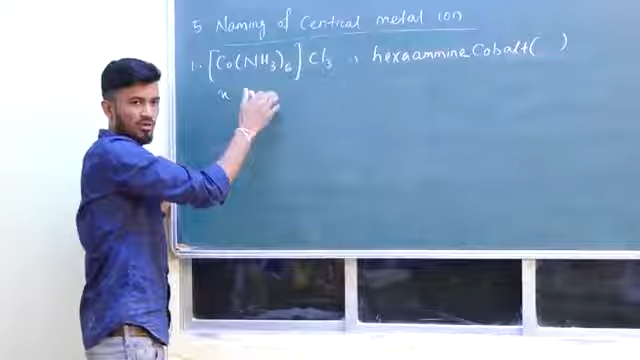 5 Naming of Central metal ion
1. [Co(NH3)6] Cl3 , hexaammine Cobalt( )
x